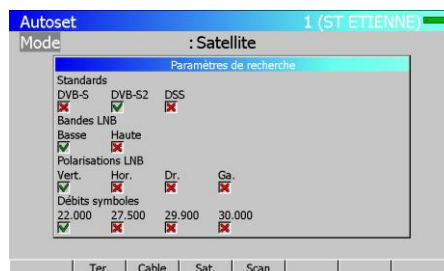 Autoset 1 (ST ETIENNE)
Mode : Satellite
Paramètres de recherche
Standards
DVB-S DVB-S2 DSS
Bandes LNB
Basse Haute
Polarisations LNB
Vert. Hor. Dr. Ga.
Débits symboles
22.000 27.500 29.900 30.000
Ter. Cable Sat. Scan